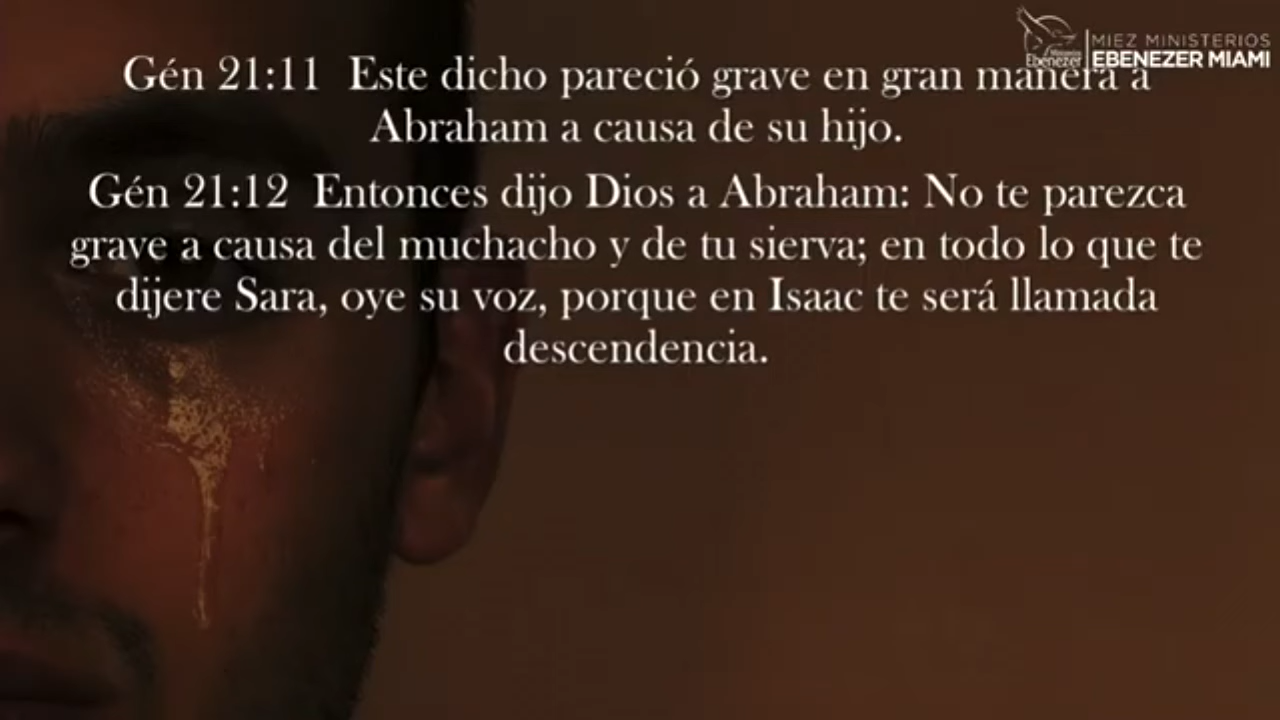 MIEZ MINISTERIOS
Ministerios
Ebenezer
EBENEZER MIAMI
Gén 21:11 Este dicho pareció grave en gran manera a
Abraham a causa de su hijo.
Gén 21:12 Entonces dijo Dios a Abraham: No te parezca
grave a causa del muchacho y de tu sierva; en todo lo que te
dijere Sara, oye su voz, porque en Isaac te será llamada
descendencia.